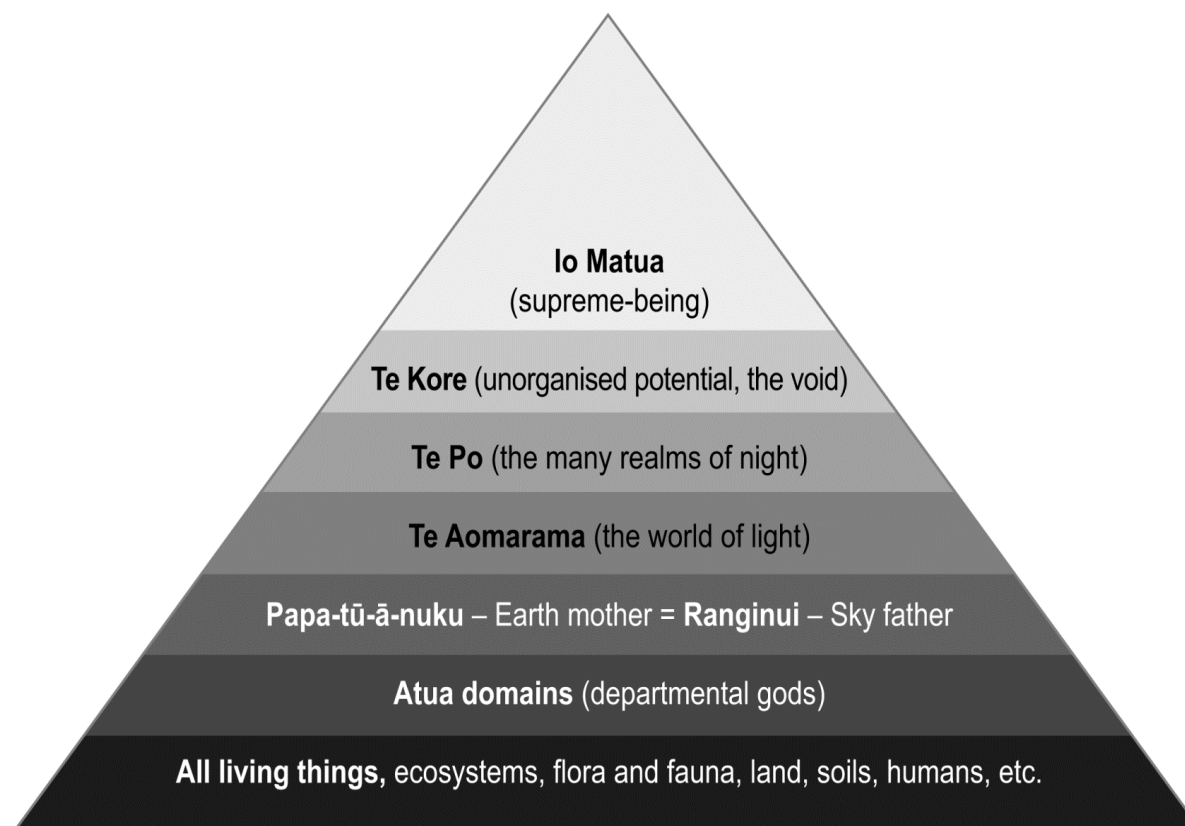 Io Matua
(supreme-being)
Te Kore (unorganised potential, the void)
Te Po (the many realms of night)
Te Aomarama (the world of light)
Papa-tū-ā-nuku – Earth mother = Ranginui – Sky father
Atua domains (departmental gods)
All living things, ecosystems, flora and fauna, land, soils, humans, etc.